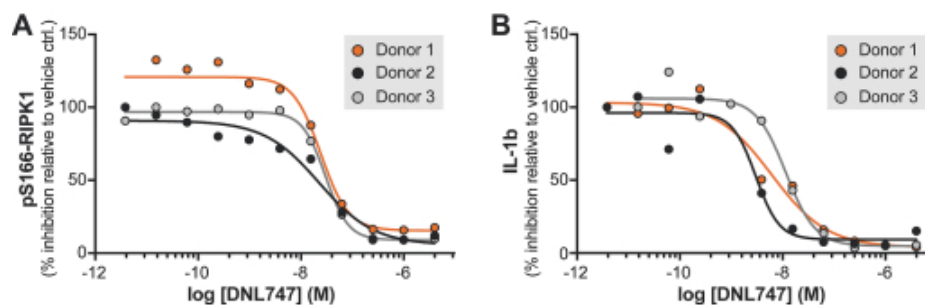 A
Donor 1
Donor 2
Donor 3
pS166-RIPK1
(% inhibition relative to vehicle ctrl.)
150
100
50
0
-12
-10
-8
-6
log [DNL747] (M)
B
Donor 1
Donor 2
Donor 3
IL-1b
(% inhibition relative to vehicle ctrl.)
150
100
50
0
-12
-10
-8
-6
log [DNL747] (M)